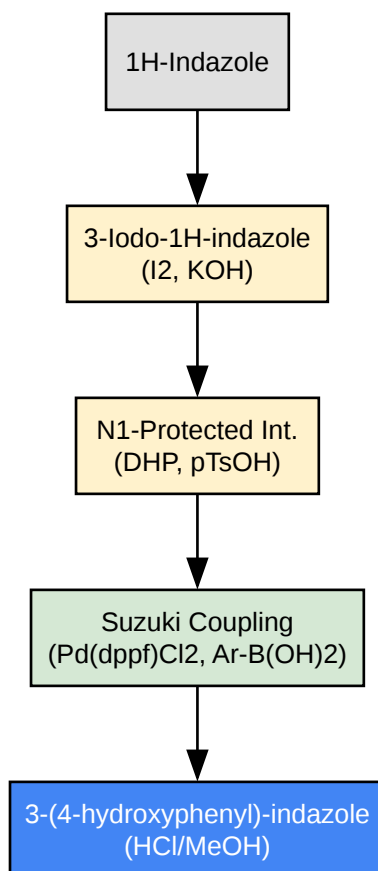 1H-Indazole
3-Iodo-1H-indazole
(I2, KOH)
N1-Protected Int.
(DHP, pTsOH)
Suzuki Coupling
(Pd(dppf)Cl2, Ar-B(OH)2)
3-(4-hydroxyphenyl)-indazole
(HCl/MeOH)